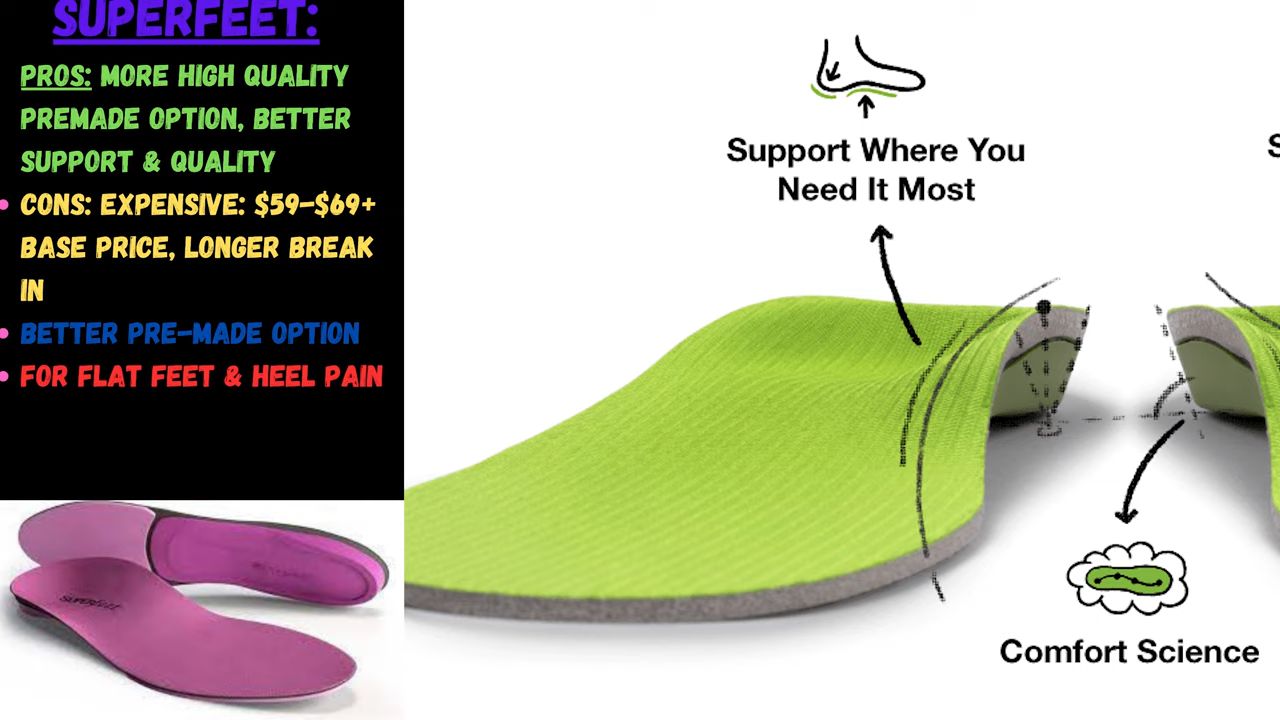 SUPERFEET:
PROS: MORE HIGH QUALITY
PREMADE OPTION, BETTER
SUPPORT & QUALITY
• CONS: EXPENSIVE: $59-$69+
BASE PRICE, LONGER BREAK
IN
• BETTER PRE-MADE OPTION
• FOR FLAT FEET & HEEL PAIN
superfeet
Support Where You
Need It Most
S
Comfort Science